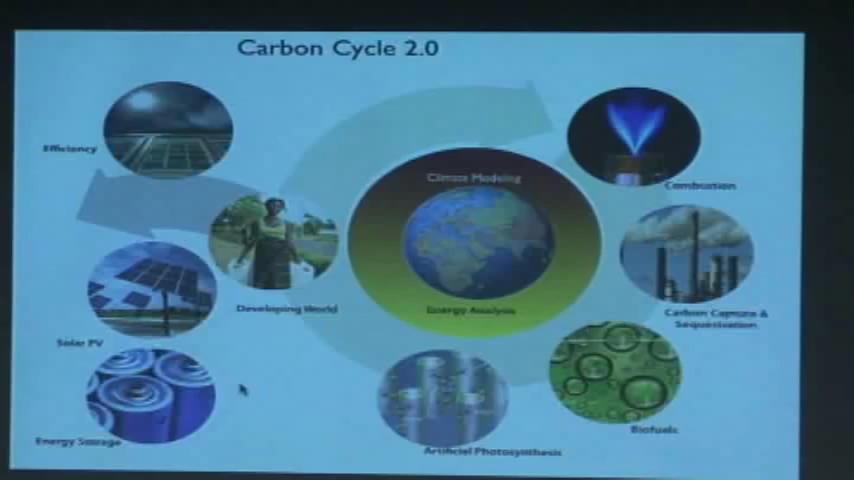 Carbon Cycle 2.0
Efficiency
Climate Modeling
Combustion
Developing World
Energy Analysis
Carbon Capture &
Sequestration
Solar PV
Biofuels
Energy Storage
Artificial Photosynthesis